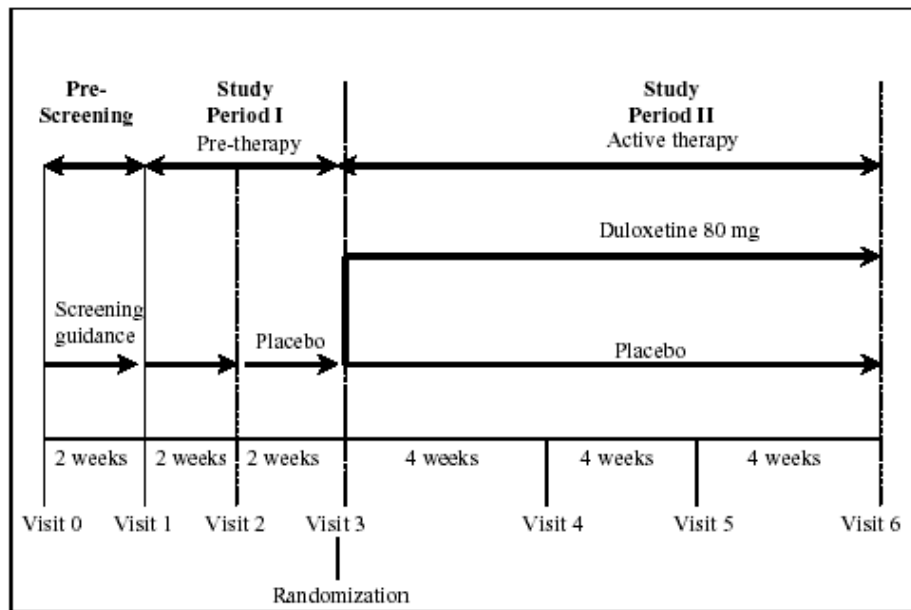 Pre-
Screening
Study
Period I
Pre-therapy
Study
Period II
Active therapy
Duloxetine 80 mg
Screening
guidance
Placebo
Placebo
2 weeks
2 weeks
2 weeks
4 weeks
4 weeks
4 weeks
Visit 0
Visit 1
Visit 2
Visit 3
Visit 4
Visit 5
Visit 6
Randomization